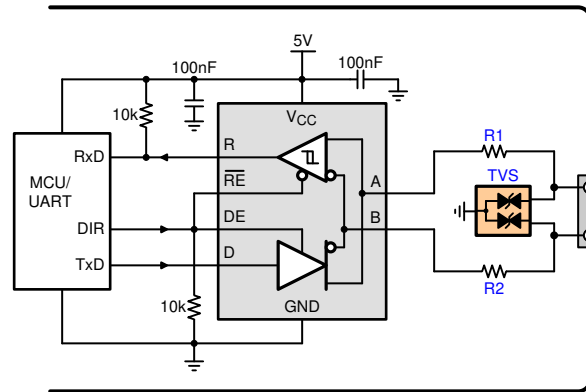 5V
100nF
100nF
10k
VCC
R1
RxD
R
RE
A
TVS
MCU/
UART
DIR
DE
B
TxD
D
10k
GND
R2